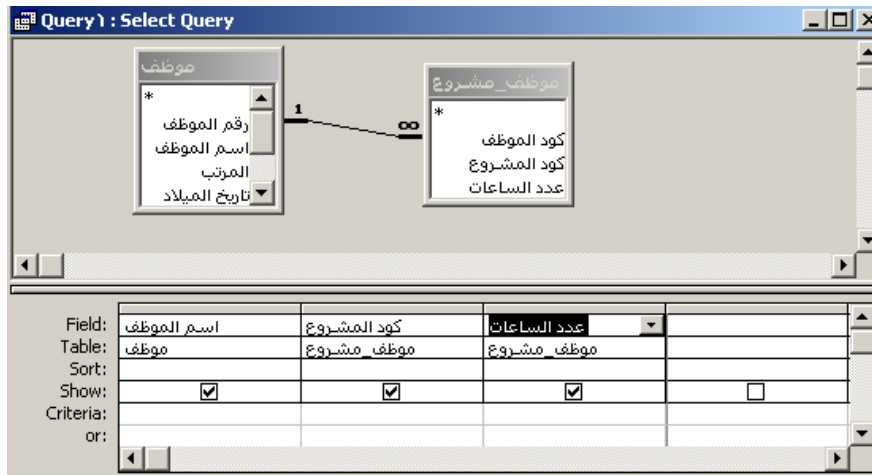 Query1 : Select Query
موظف
*
رقم الموظف
اسم الموظف
المرتب
تاريخ الميلاد
1
∞
موظف_مشروع
*
كود الموظف
كود المشروع
عدد الساعات
Field: اسم الموظف كود المشروع عدد الساعات
Table: موظف موظف_مشروع موظف_مشروع
Sort:
Show:
Criteria:
or: